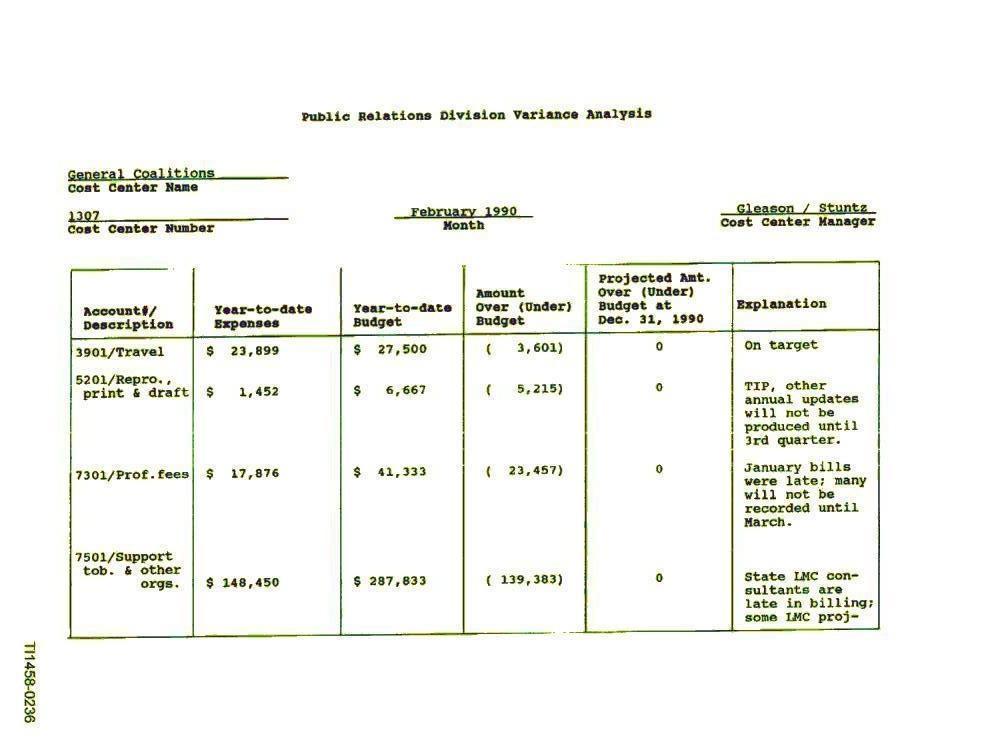 Public Relations Division Variance Analysis
General Coalitions
Cost Center Name
1307
Cost Center Number
February 1990
Month
Gleason / Stuntz
Cost Center Manager
Account#/
Description
Year-to-date
Expenses
Year-to-date
Budget
Amount
Over (Under)
Budget
Projected Amt.
Over (Under)
Budget at
Dec. 31, 1990
Explanation
3901/Travel $ 23,899 $ 27,500 ( 3,601) 0 On target
5201/Repro.,
print & draft $ 1,452 $ 6,667 ( 5,215) 0 TIP, other
annual updates
will not be
produced until
3rd quarter.
7301/Prof.fees $ 17,876 $ 41,333 ( 23,457) 0 January bills
were late; many
will not be
recorded until
March.
7501/Support
tob. & other
orgs. $ 148,450 $ 287,833 ( 139,383) 0 State LMC con-
sultants are
late in billing;
some LMC proj-
TI1458-0236